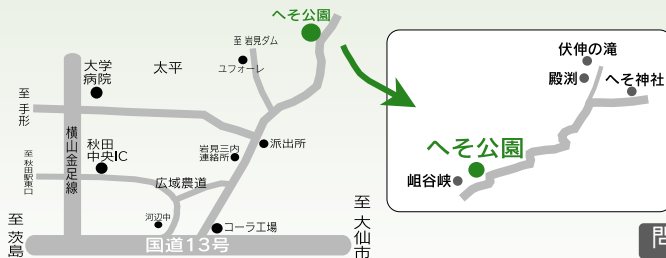 へそ公園
至 岩見ダム
ユフォーレ
大学
病院
太平
至
手
形
横山金足線
秋田
中央IC
至
秋田駅東口
岩見三内
連絡所
派出所
広域農道
河辺中
コーラ工場
至
茨
島
国道13号
至
大
仙
市
伏伸の滝
殿渕
へそ神社
へそ公園
岨谷峡